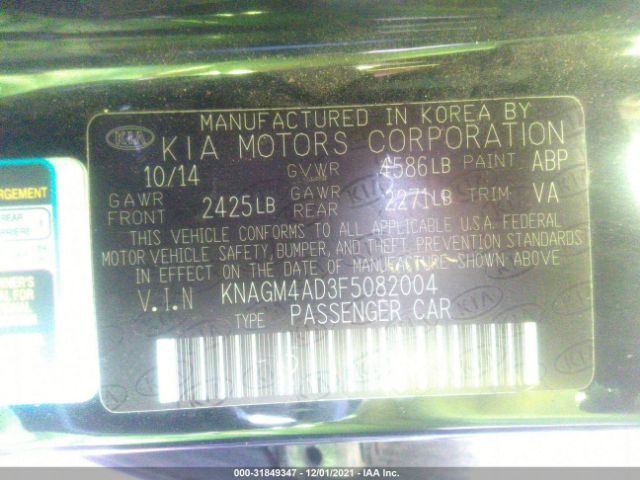 MANUFACTURED IN KOREA BY
KIA KIA MOTORS CORPORATION
10/14 GVWR 4586LB PAINT ABP
GAWR FRONT 2425LB GAWR REAR 2271LB TRIM VA
THIS VEHICLE CONFORMS TO ALL APPLICABLE U.S.A. FEDERAL
MOTOR VEHICLE SAFETY, BUMPER, AND THEFT PREVENTION STANDARDS
IN EFFECT ON THE DATE OF MANUFACTURE SHOWN ABOVE
V.I.N KNAGM4AD3F5082004
TYPE PASSENGER CAR
REAR
000-31849347 - 12/01/2021 - IAA Inc.